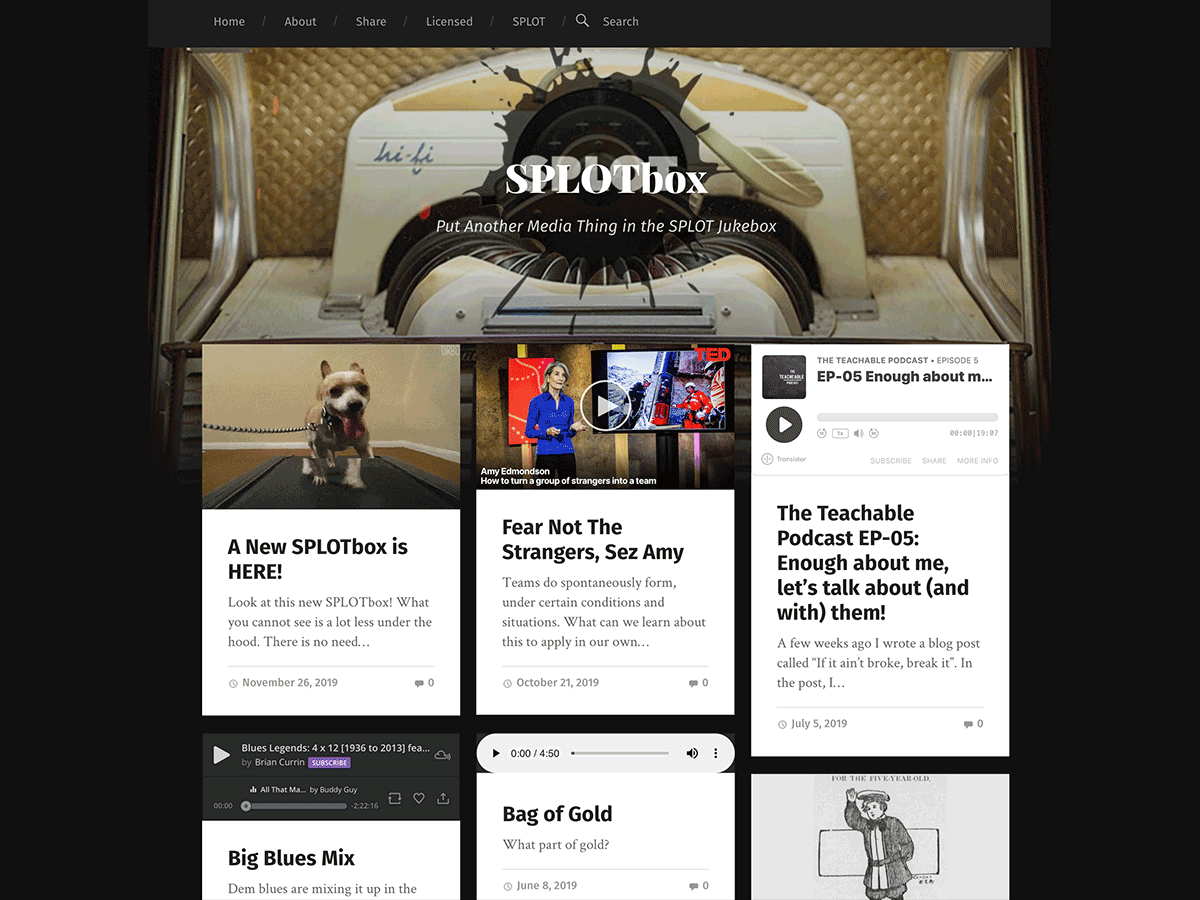 Home / About / Share / Licensed / SPLOT / Search
hi-fi
SPLOT
SPLOTbox
Put Another Media Thing in the SPLOT Jukebox
A New SPLOTbox is
HERE!
Look at this new SPLOTbox! What
you cannot see is a lot less under the
hood. There is no need…
November 26, 2019 0
TED
Amy Edmondson
How to turn a group of strangers into a team
Fear Not The
Strangers, Sez Amy
Teams do spontaneously form,
under certain conditions and
situations. What can we learn about
this to apply in our own…
October 21, 2019 0
THE TEACHABLE PODCAST • EPISODE 5
EP-05 Enough about m...
THE
TEACHABLE
PODCAST
1x
00:00|19:07
Transistor
SUBSCRIBE SHARE MORE INFO
The Teachable
Podcast EP-05:
Enough about me,
let’s talk about (and
with) them!
A few weeks ago I wrote a blog post
called “If it ain’t broke, break it”. In
the post, I…
July 5, 2019 0
Blues Legends: 4 x 12 [1936 to 2013] fea...
by Brian Currin SUBSCRIBE
All That Ma... by Buddy Guy
00:00 -2:22:16
Big Blues Mix
Dem blues are mixing it up in the
0:00 / 4:50
Bag of Gold
What part of gold?
June 8, 2019 0
FOR THE FIVE-YEAR-OLD.